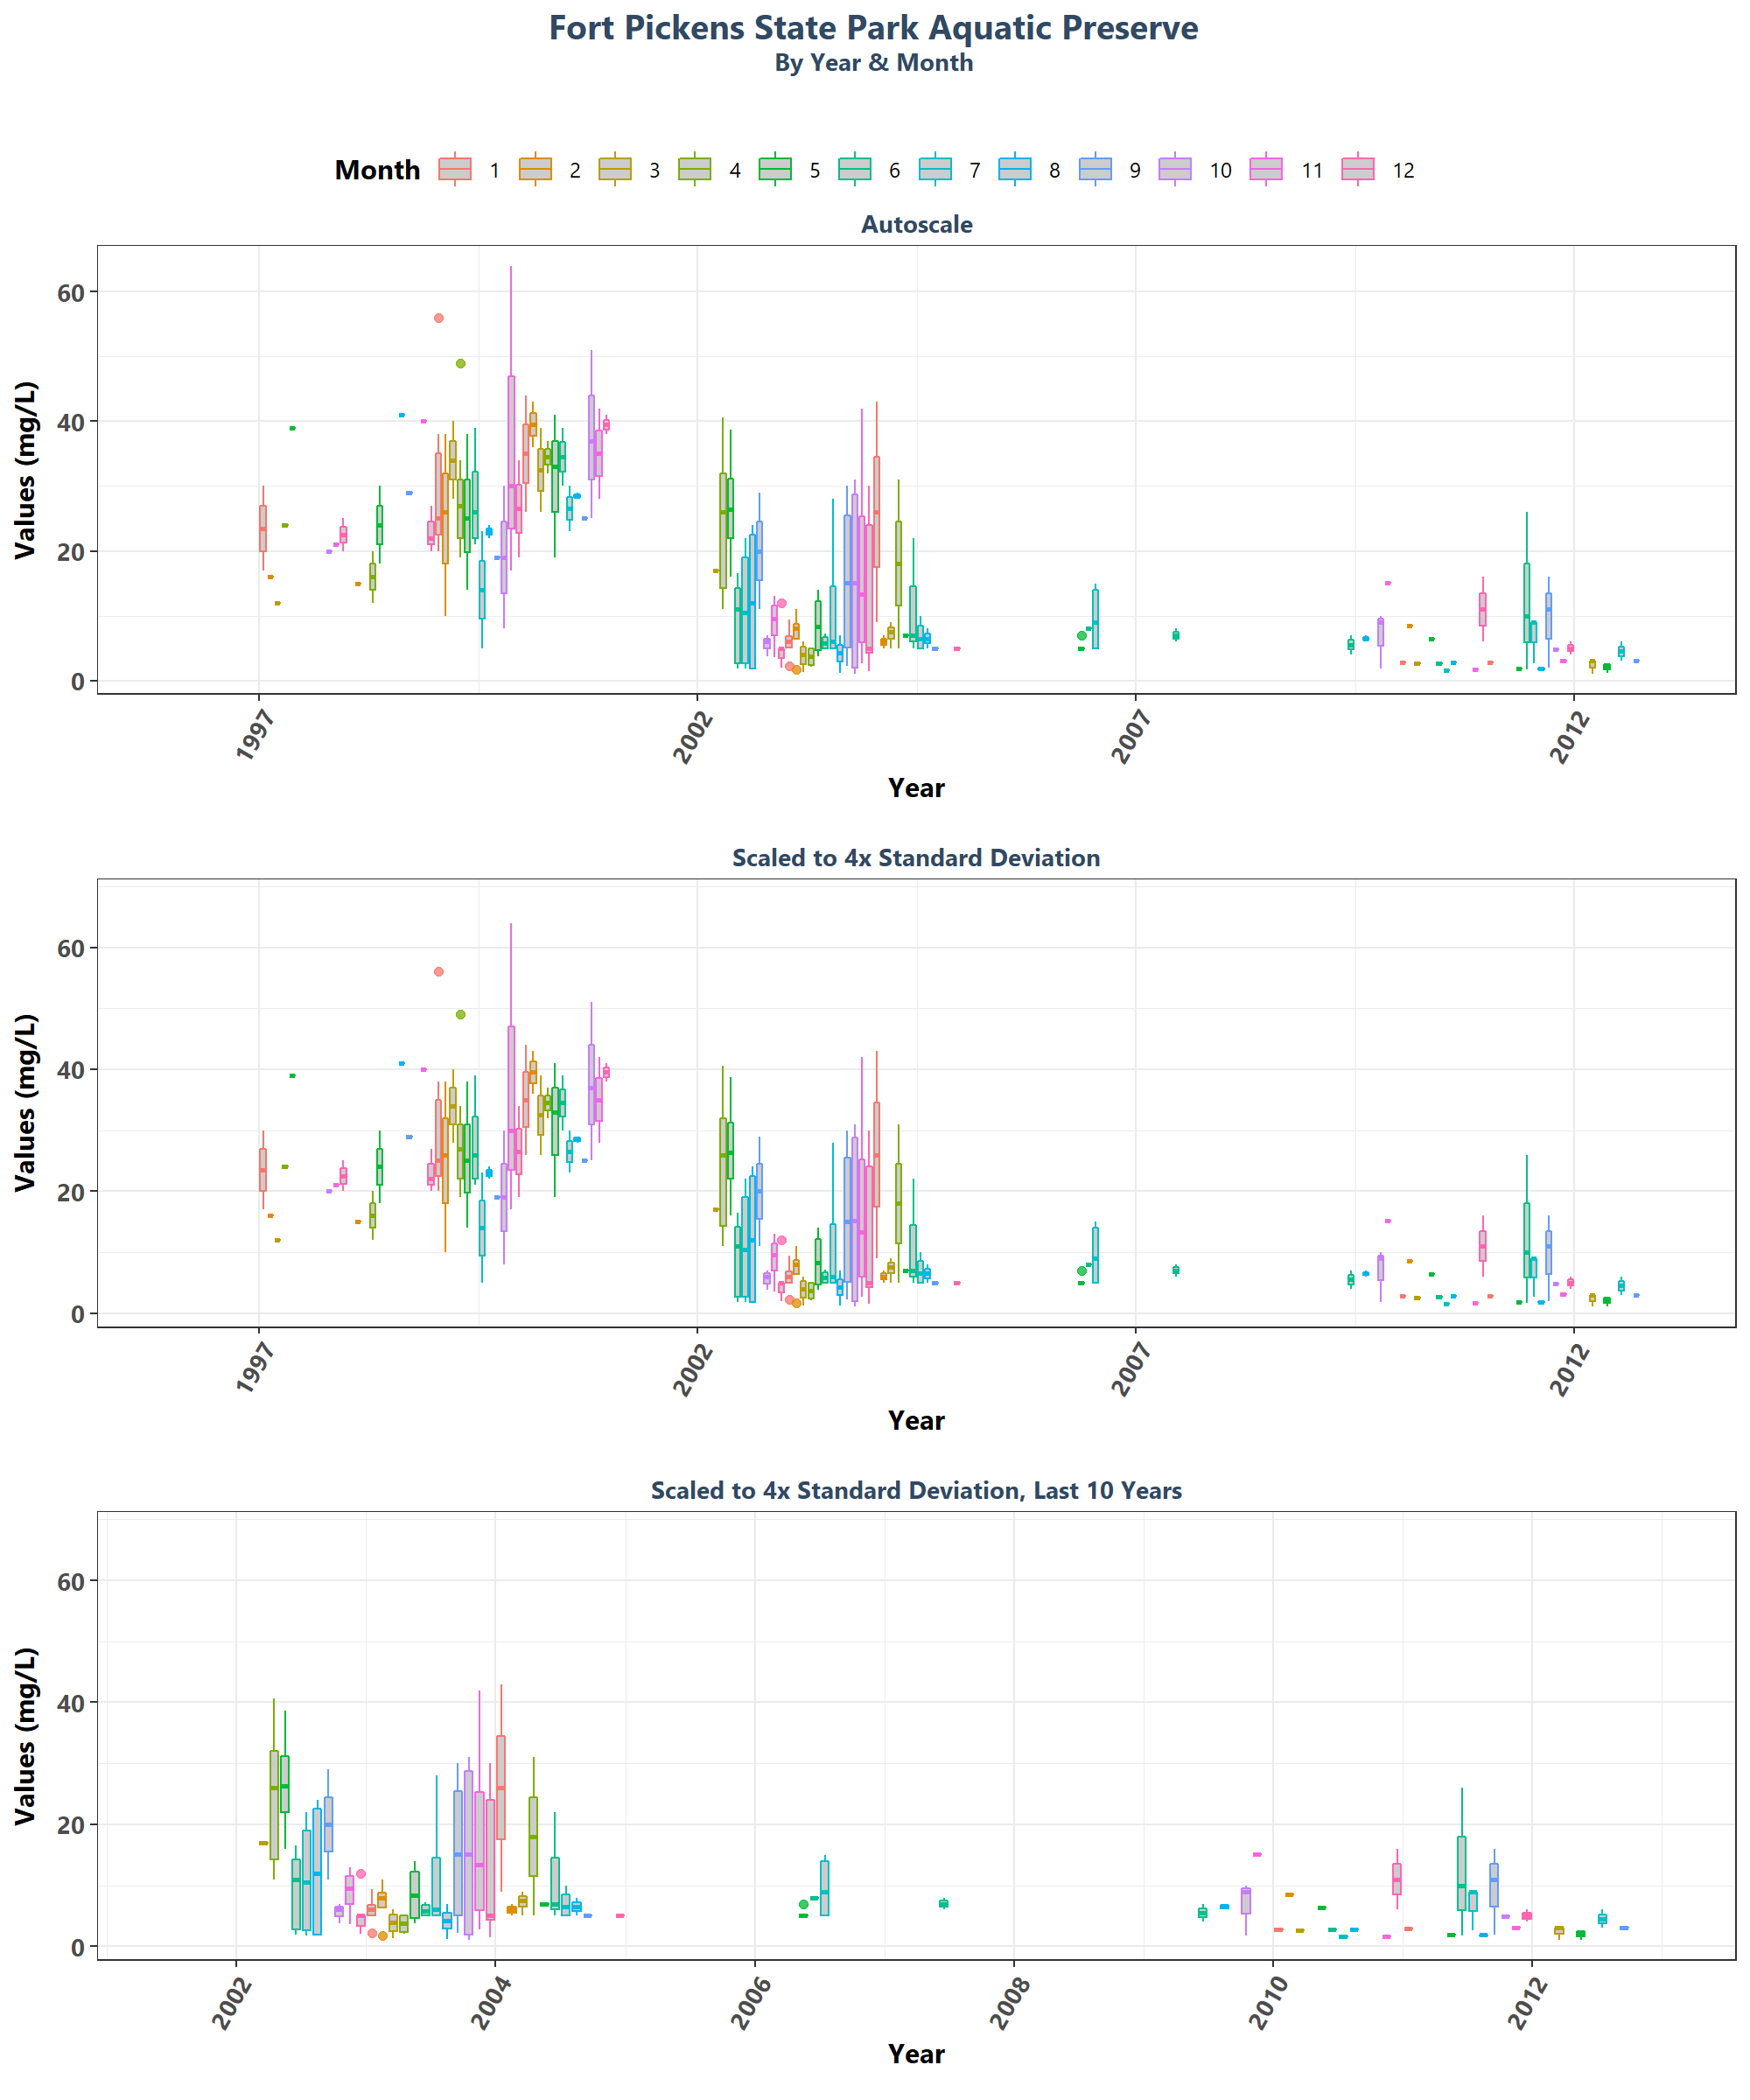 Fort Pickens State Park Aquatic Preserve
By Year & Month
Month 1 2 3 4 5 6 7 8 9 10 11 12
Autoscale
Values (mg/L)
60
40
20
0
1997 2002 2007 2012
Year
Scaled to 4x Standard Deviation
Values (mg/L)
60
40
20
0
1997 2002 2007 2012
Year
Scaled to 4x Standard Deviation, Last 10 Years
Values (mg/L)
60
40
20
0
2002 2004 2006 2008 2010 2012
Year